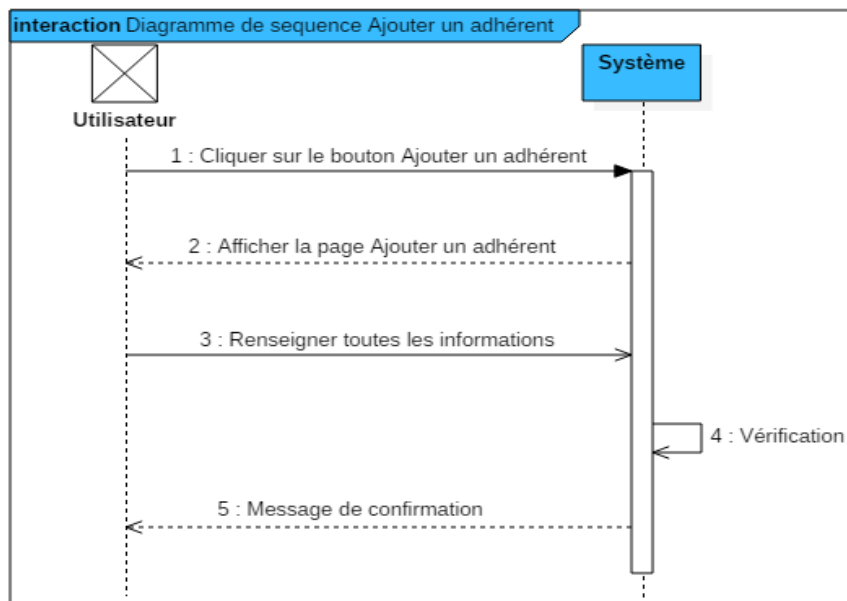 interaction Diagramme de sequence Ajouter un adhérent
Système
Utilisateur
1 : Cliquer sur le bouton Ajouter un adhérent
2 : Afficher la page Ajouter un adhérent
3 : Renseigner toutes les informations
4 : Vérification
5 : Message de confirmation